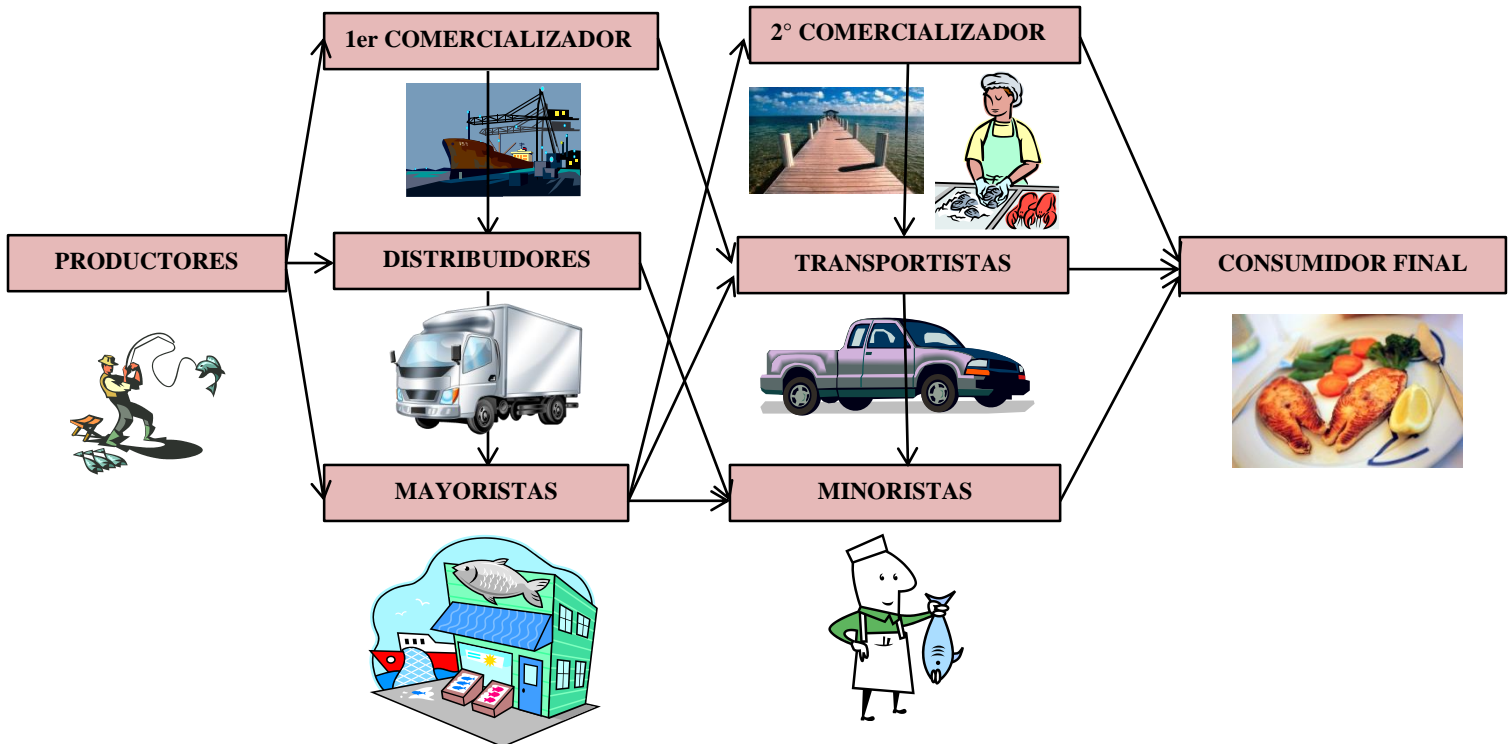 1er COMERCIALIZADOR
2° COMERCIALIZADOR
PRODUCTORES
DISTRIBUIDORES
TRANSPORTISTAS
CONSUMIDOR FINAL
MAYORISTAS
MINORISTAS